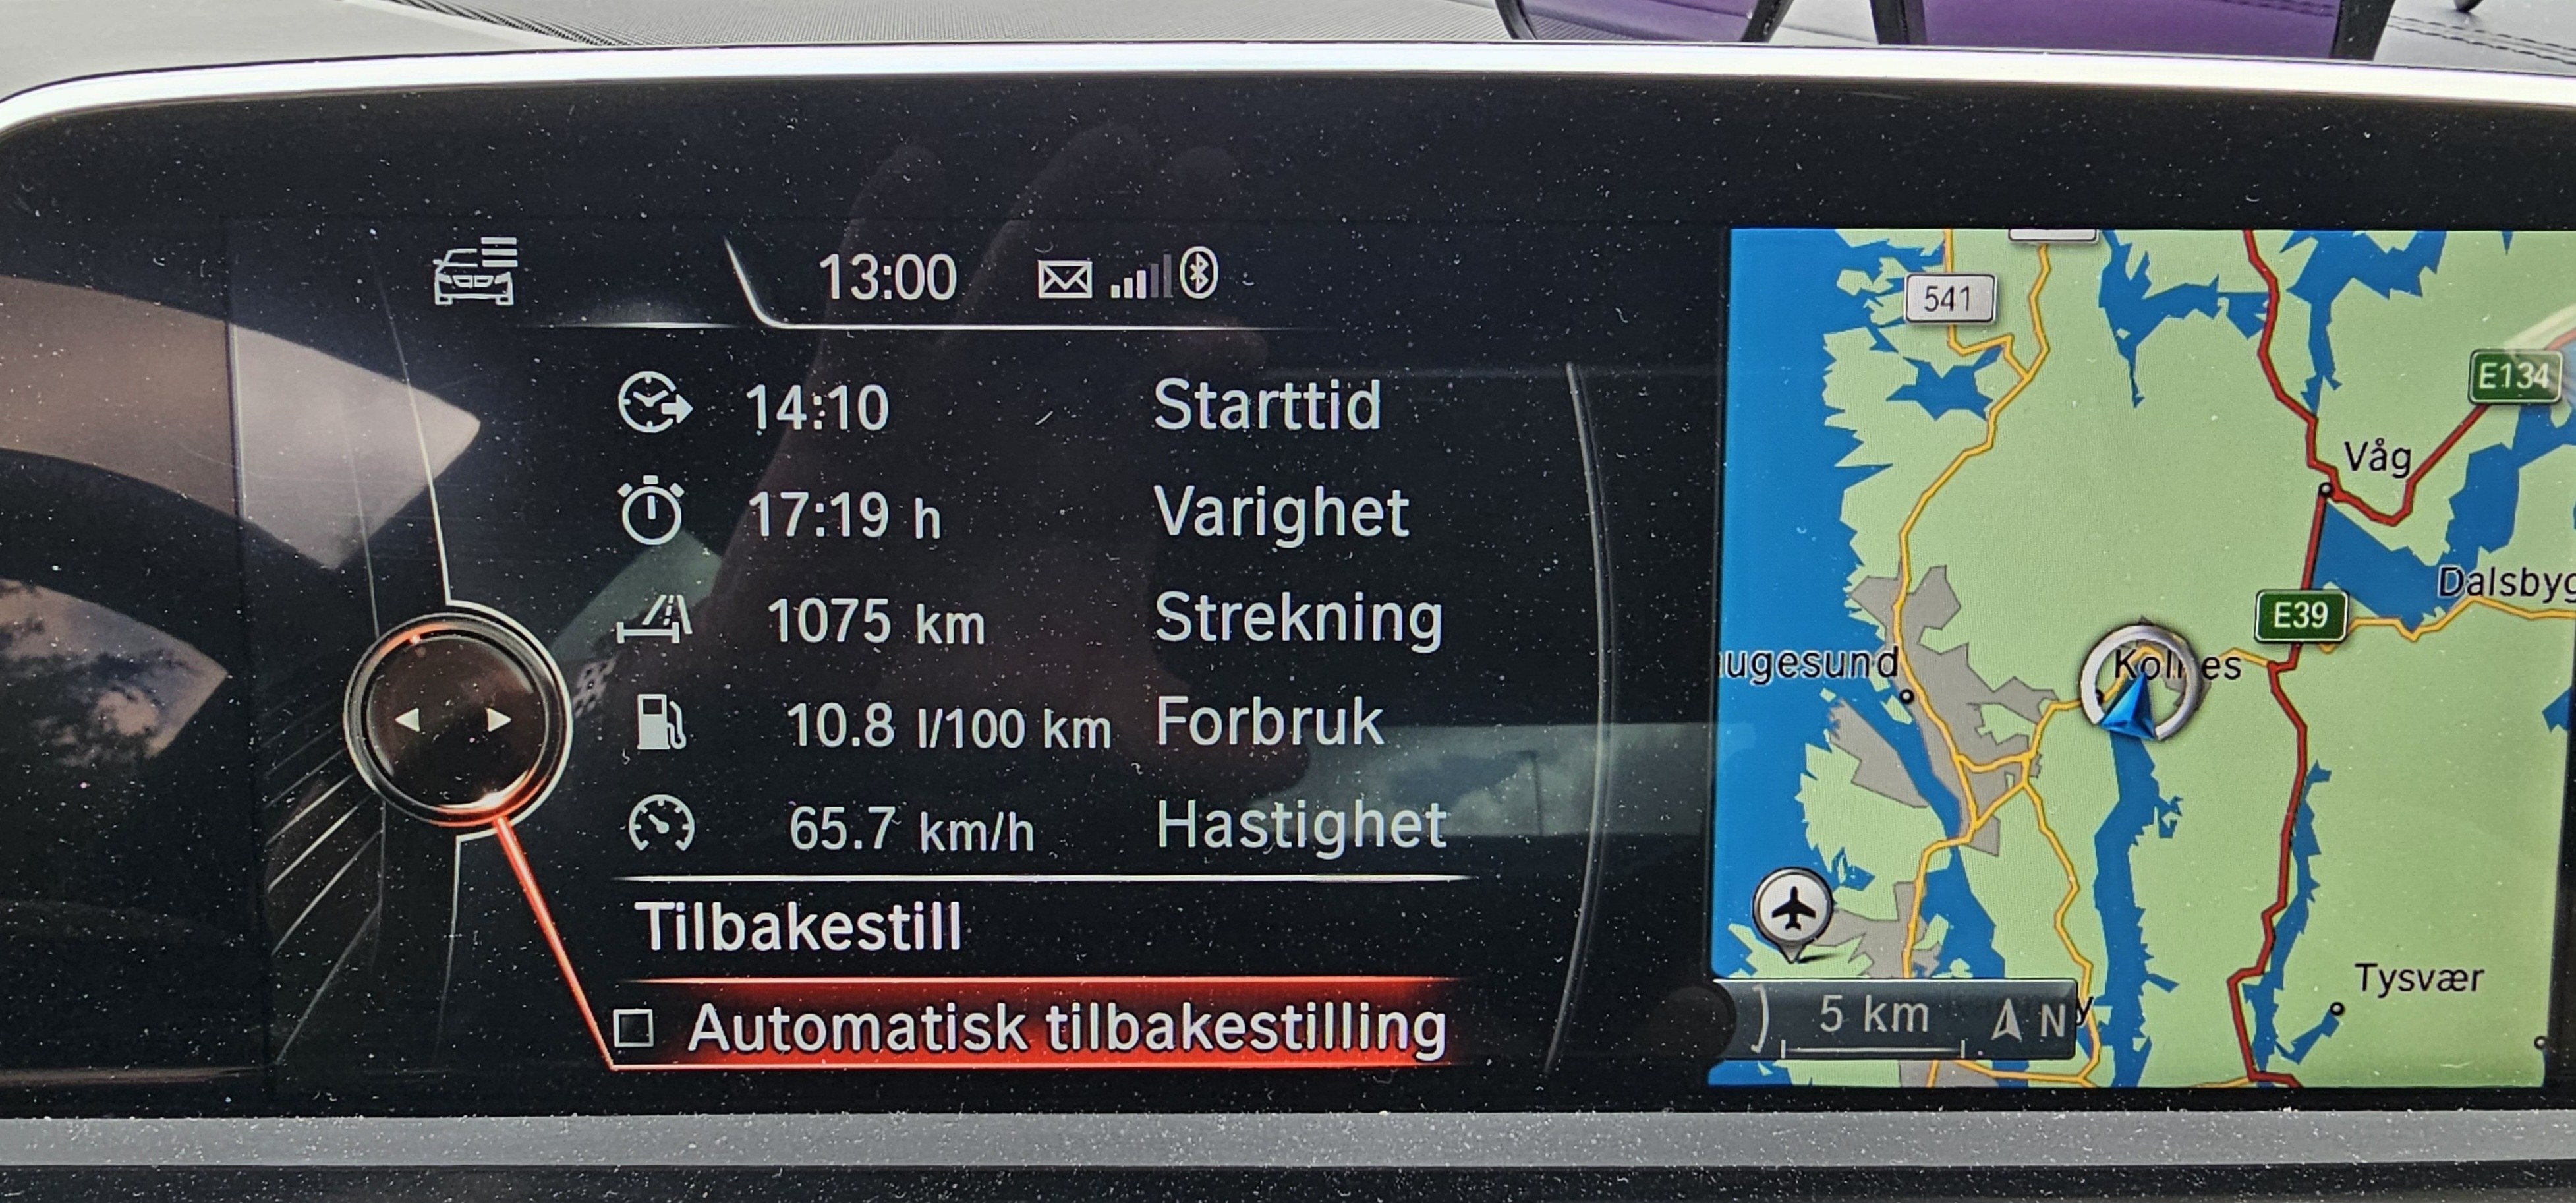 13:00
14:10 Starttid
17:19 h Varighet
1075 km Strekning
10.8 l/100 km Forbruk
65.7 km/h Hastighet
Tilbakestill
Automatisk tilbakestilling
541
E134
Våg
Dalsbyg
E39
ugesund
Tysvær
5 km
N